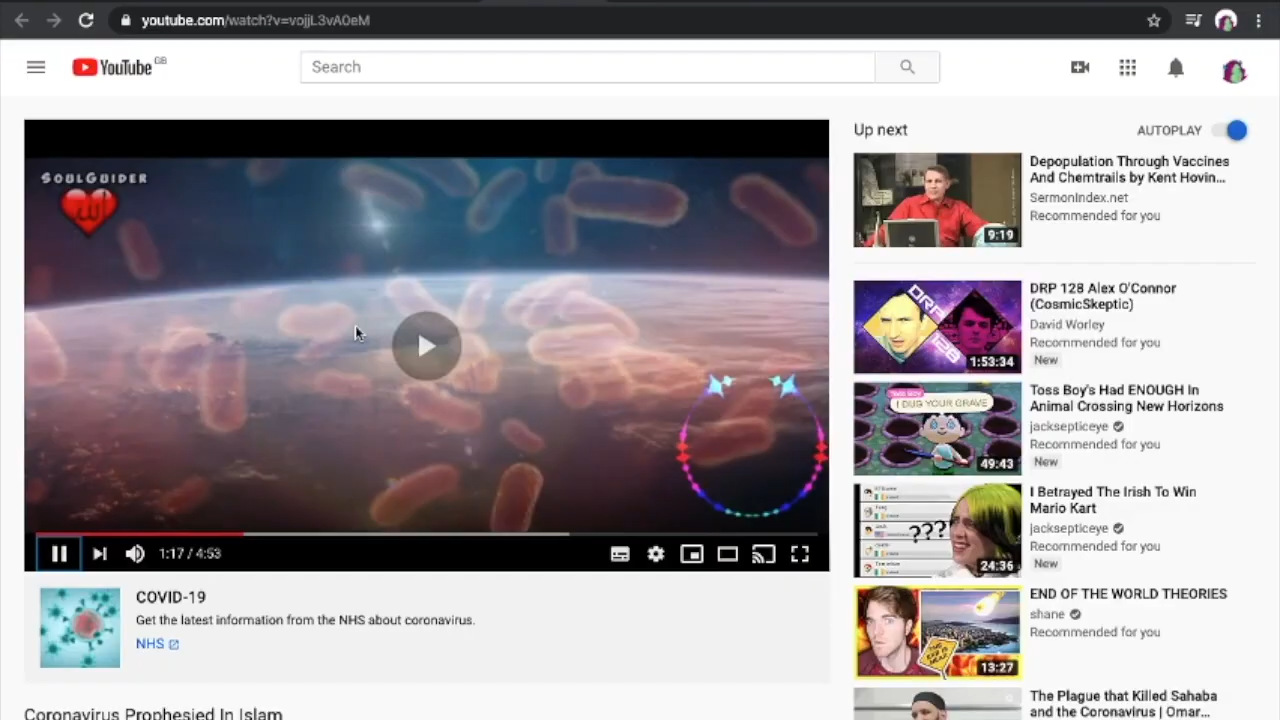 youtube.com/watch?v=vojjL3vA0eM
YouTube GB
Search
SOULGUIDER
الله
1:17 / 4:53
COVID-19
Get the latest information from the NHS about coronavirus.
NHS
Coronavirus Prophesied In Islam
Up next
AUTOPLAY
9:19
Depopulation Through Vaccines
And Chemtrails by Kent Hovin...
SermonIndex.net
Recommended for you
DRP
128
1:53:34
DRP 128 Alex O'Connor
(CosmicSkeptic)
David Worley
Recommended for you
New
TOSS BOY
I DUG YOUR GRAVE
49:43
Toss Boy's Had ENOUGH In
Animal Crossing New Horizons
jacksepticeye
Recommended for you
New
???
24:36
I Betrayed The Irish To Win
Mario Kart
jacksepticeye
Recommended for you
New
13:27
END OF THE WORLD THEORIES
shane
Recommended for you
The Plague that Killed Sahaba
and the Coronavirus | Omar...